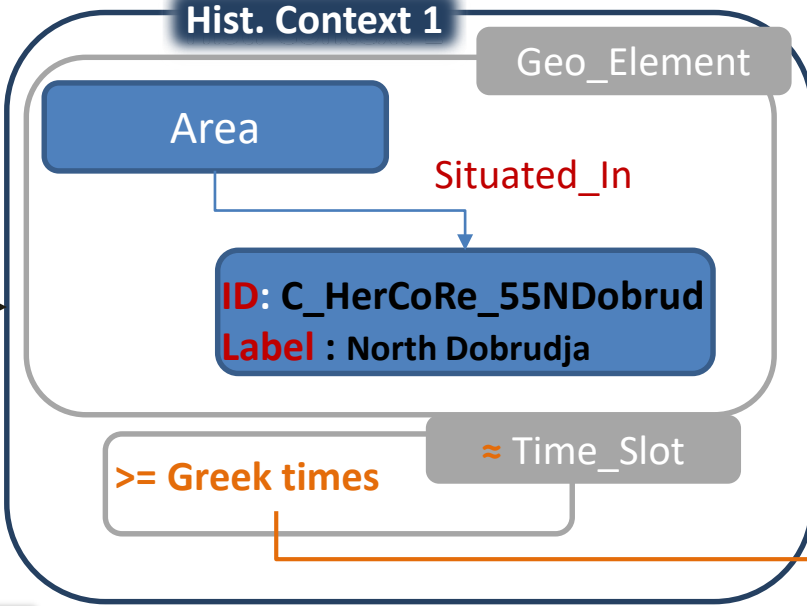 Hist. Context 1
Geo_Element
Area
Situated_In
ID: C_HerCoRe_55NDobrud
Label : North Dobrudja
≈ Time_Slot
>= Greek times